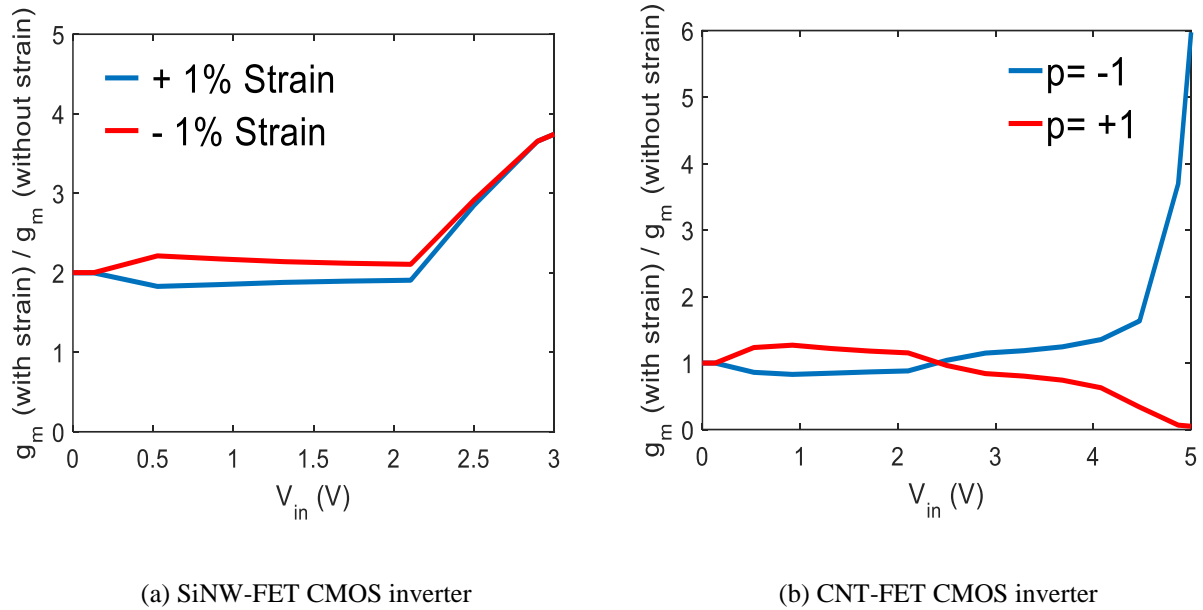 g_m (with strain) / g_m (without strain)
5
4
3
2
1
0
+ 1% Strain
- 1% Strain
0 0.5 1 1.5 2 2.5 3
V_in (V)
(a) SiNW-FET CMOS inverter
g_m (with strain) / g_m (without strain)
6
5
4
3
2
1
0
p= -1
p= +1
0 1 2 3 4 5
V_in (V)
(b) CNT-FET CMOS inverter